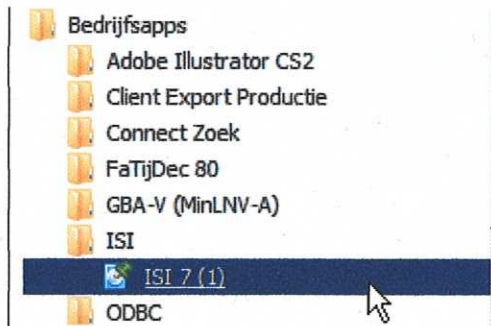 Bedrijfsapps
Adobe Illustrator CS2
Client Export Productie
Connect Zoek
FaTijDec 80
GBA-V (MinLNV-A)
ISI
ISI 7 (1)
ODBC